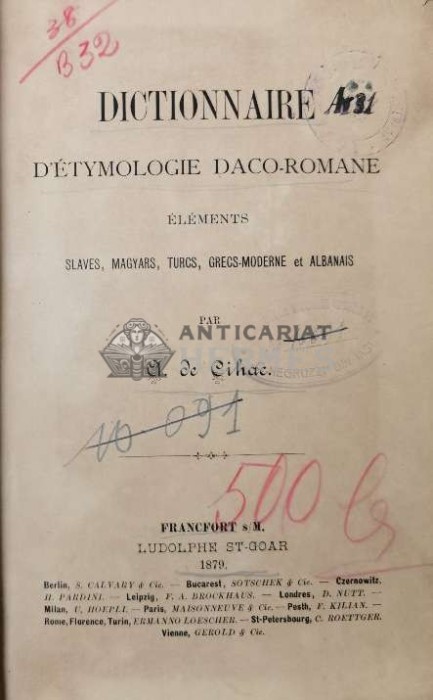 38
B32
DICTIONNAIRE
D'ÉTYMOLOGIE DACO-ROMANE
ÉLÉMENTS
SLAVES, MAGYARS, TURCS, GRECS-MODERNE et ALBANAIS
PAR
ANTICARIAT
A. de Cihac.
10 091
500
FRANCFORT s/M.
LUDOLPHE ST-GOAR
1879.
Berlin, S. CALVARY & Cie. — Bucarest, SOTSCHEK & Cie. — Czernowitz,
H. PARDINI. — Leipzig, F. A. BROCKHAUS. — Londres, D. NUTT. —
Milan, U. HOEPLI. — Paris, MAISONNEUVE & Cie. — Pesth, F. KILIAN. —
Rome, Florence, Turin, ERMANNO LOESCHER. — St-Petersbourg, C. ROETTGER.
Vienne, GEROLD & Cie.